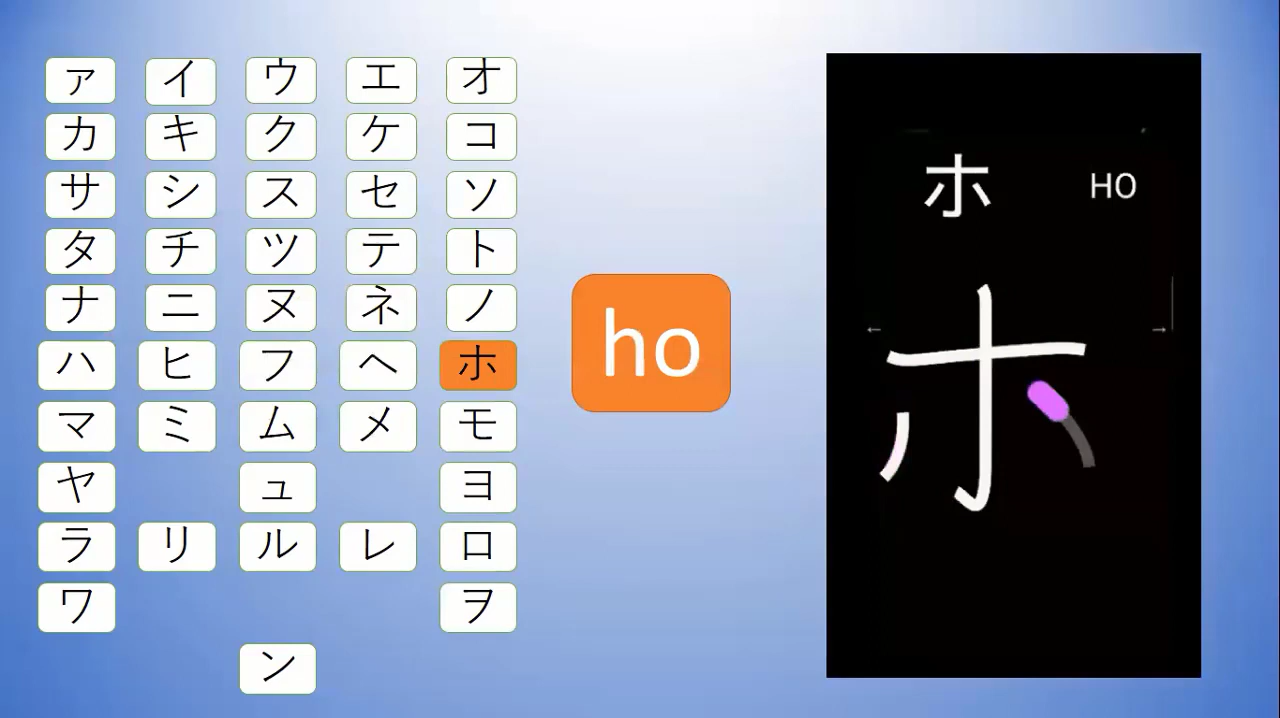 ァ イ ウ エ オ
カ キ ク ケ コ
サ シ ス セ ソ
タ チ ツ テ ト
ナ ニ ヌ ネ ノ
ハ ヒ フ ヘ ホ
マ ミ ム メ モ
ヤ ュ ヨ
ラ リ ル レ ロ
ワ ヲ
ン
ho
ホ HO
← →
ホ